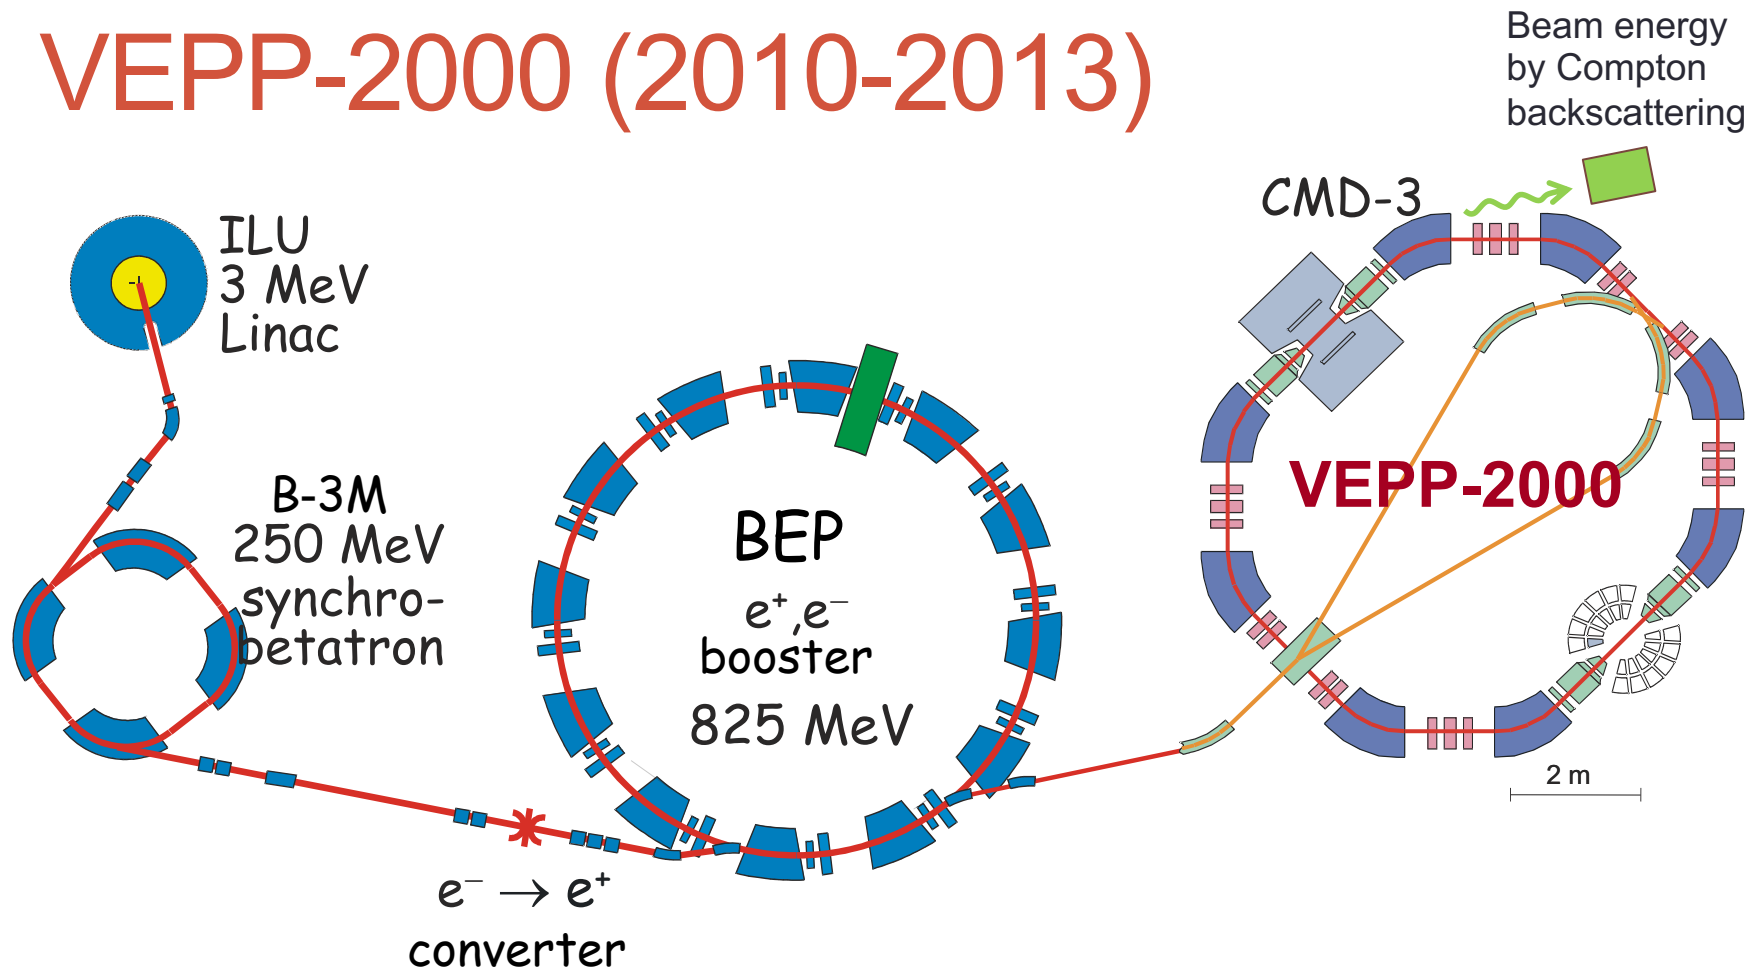 VEPP-2000 (2010-2013)
Beam energy
by Compton
backscattering
CMD-3
ILU
3 MeV
Linac
B-3M
250 MeV
synchro-
betatron
BEP
e⁺,e⁻
booster
825 MeV
VEPP-2000
2 m
e⁻ → e⁺
converter